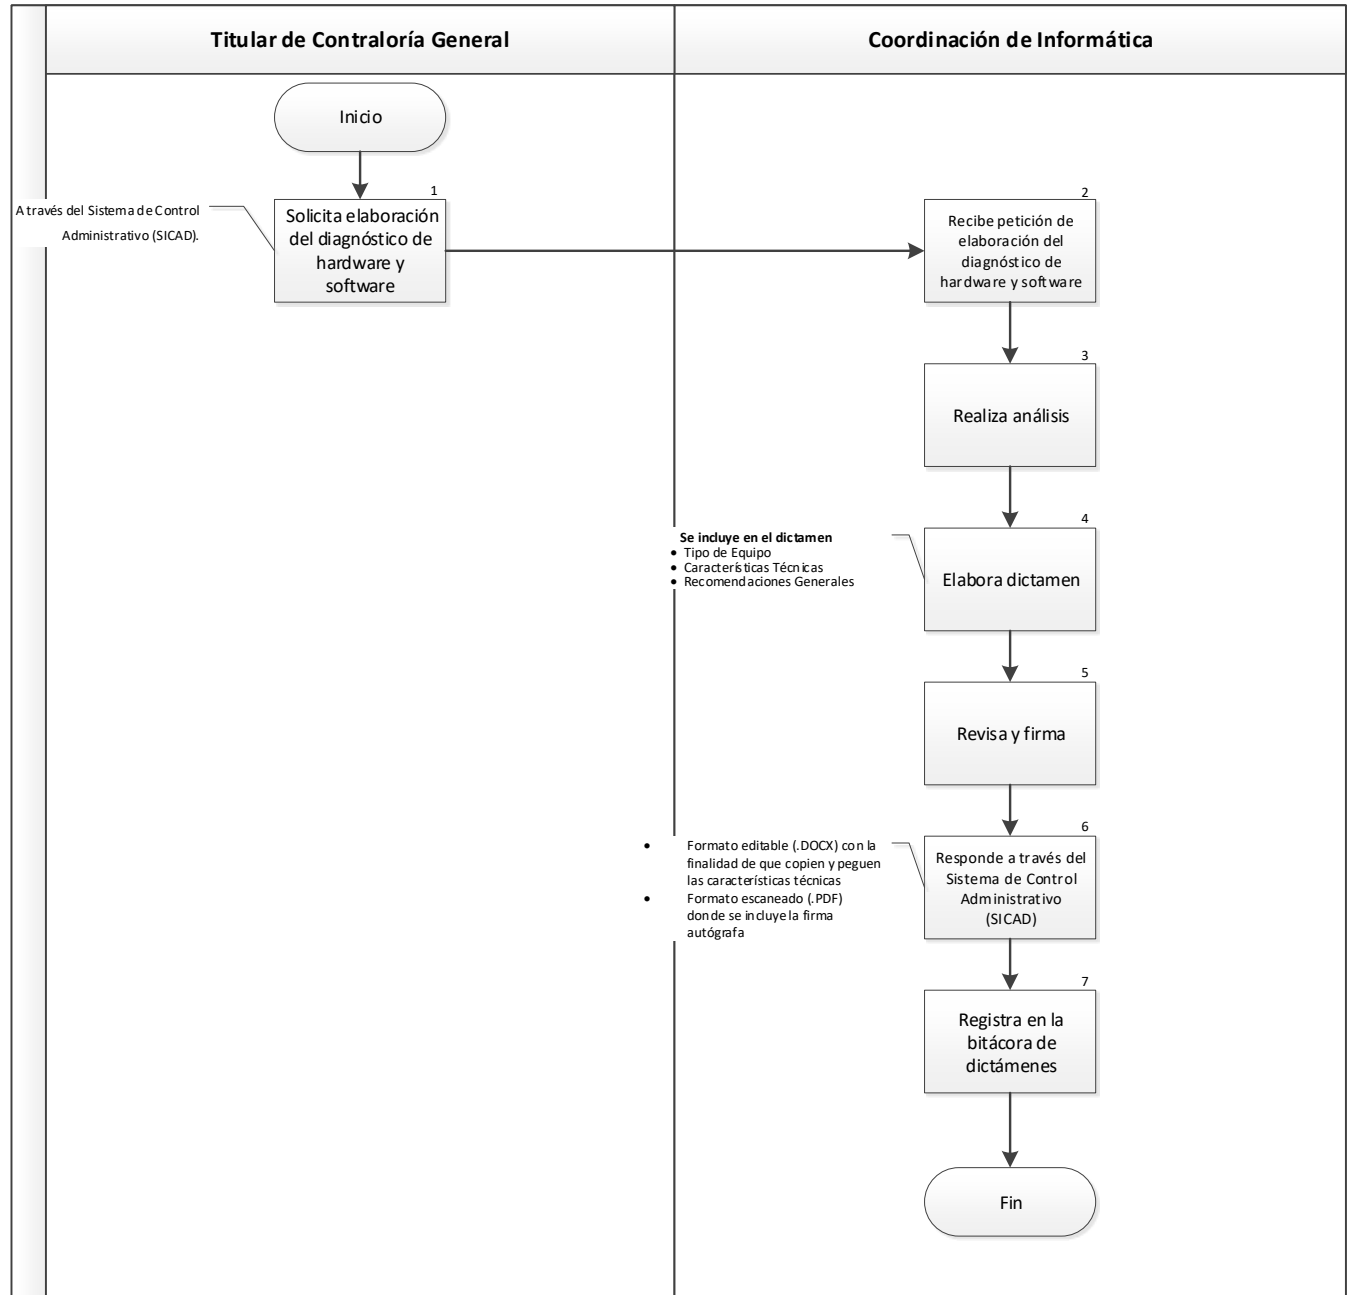 Titular de Contraloría General
Coordinación de Informática
Inicio
1
A través del Sistema de Control
Administrativo (SICAD).
Solicita elaboración
del diagnóstico de
hardware y
software
2
Recibe petición de
elaboración del
diagnóstico de
hardware y software
3
Realiza análisis
4
Se incluye en el dictamen
• Tipo de Equipo
• Características Técnicas
• Recomendaciones Generales
Elabora dictamen
5
Revisa y firma
6
• Formato editable (.DOCX) con la
finalidad de que copien y peguen
las características técnicas
• Formato escaneado (.PDF)
donde se incluye la firma
autógrafa
Responde a través del
Sistema de Control
Administrativo
(SICAD)
7
Registra en la
bitácora de
dictámenes
Fin